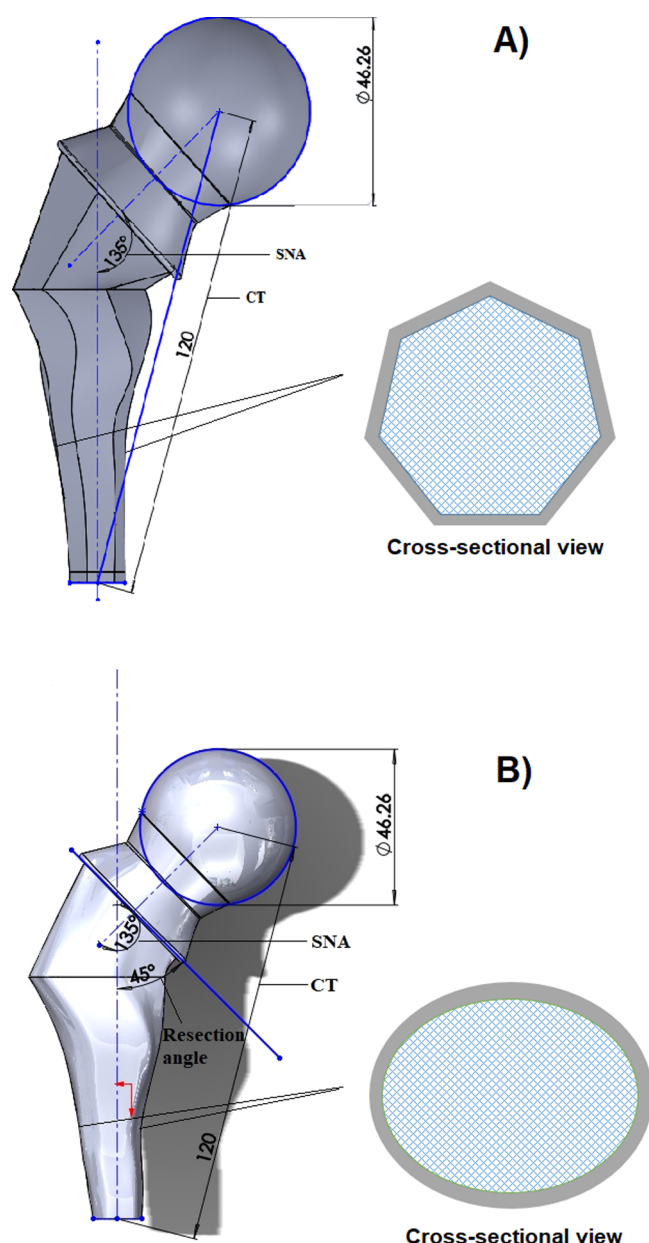 A)
Ø46.26
135°
SNA
CT
120
Cross-sectional view
B)
Ø46.26
135°
SNA
45°
CT
Resection
angle
120
Cross-sectional view